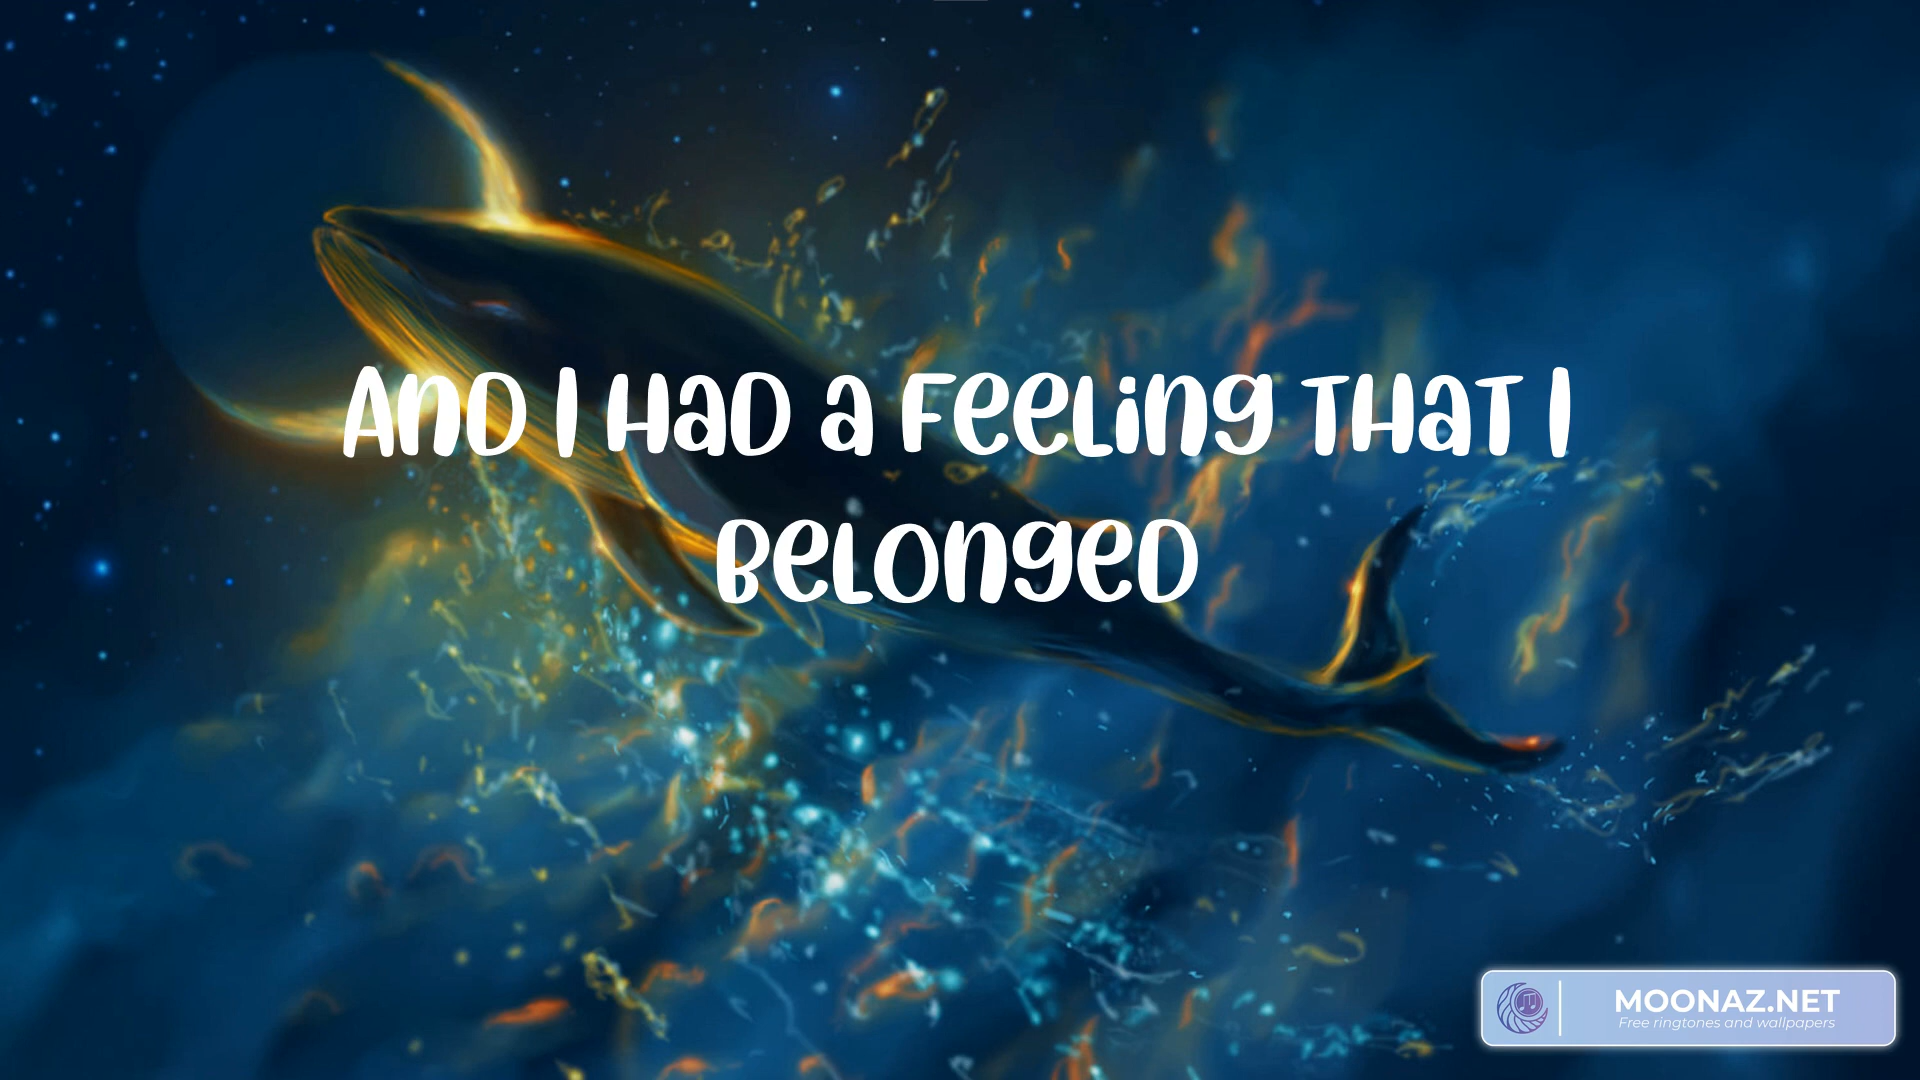 And I Had a Feeling That I
Belonged
MOONAZ.NET
Free ringtones and wallpapers